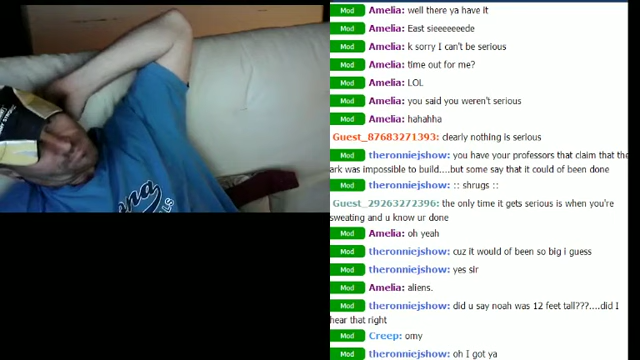 Mod Amelia: well there ya have it
Mod Amelia: East sieeeeeede
Mod Amelia: k sorry I can't be serious
Mod Amelia: time out for me?
Mod Amelia: LOL
Mod Amelia: you said you weren't serious
Mod Amelia: hahahha
Guest_87683271393: clearly nothing is serious
Mod theronniejshow: you have your professors that claim that the
ark was impossible to build....but some say that it could of been done
Mod theronniejshow: :: shrugs ::
Guest_29263272396: the only time it gets serious is when you're
sweating and u know ur done
Mod Amelia: oh yeah
Mod theronniejshow: cuz it would of been so big i guess
Mod theronniejshow: yes sir
Mod Amelia: aliens.
Mod theronniejshow: did u say noah was 12 feet tall???....did I
hear that right
Mod Creep: omy
Mod theronniejshow: oh I got ya